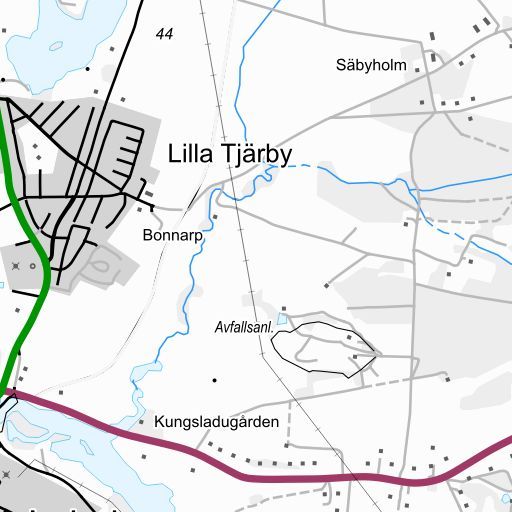 44
Säbyholm
Lilla Tjärby
Bonnarp
Avfallsanl.
Kungsladugården